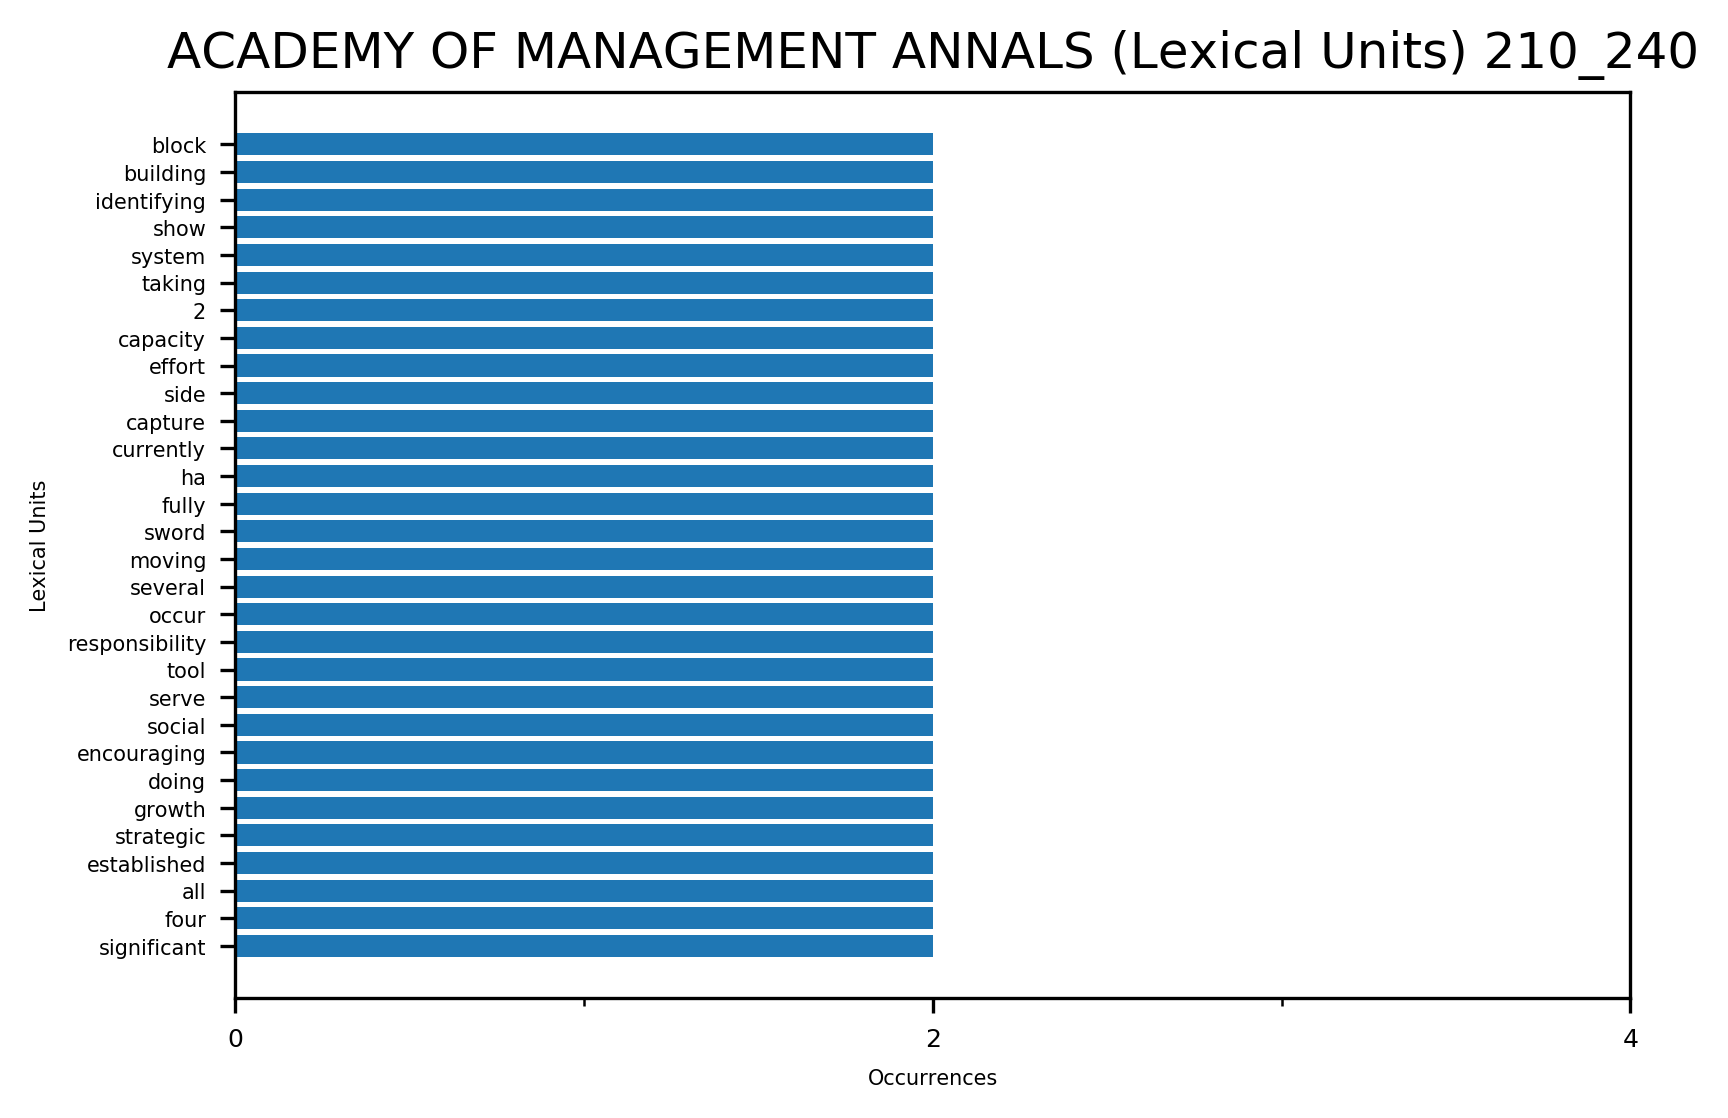 ACADEMY OF MANAGEMENT ANNALS (Lexical Units) 210_240
block
building
identifying
show
system
taking
2
capacity
effort
side
capture
currently
ha
fully
sword
moving
several
occur
responsibility
tool
serve
social
encouraging
doing
growth
strategic
established
all
four
significant
Lexical Units
0 2 4
Occurrences